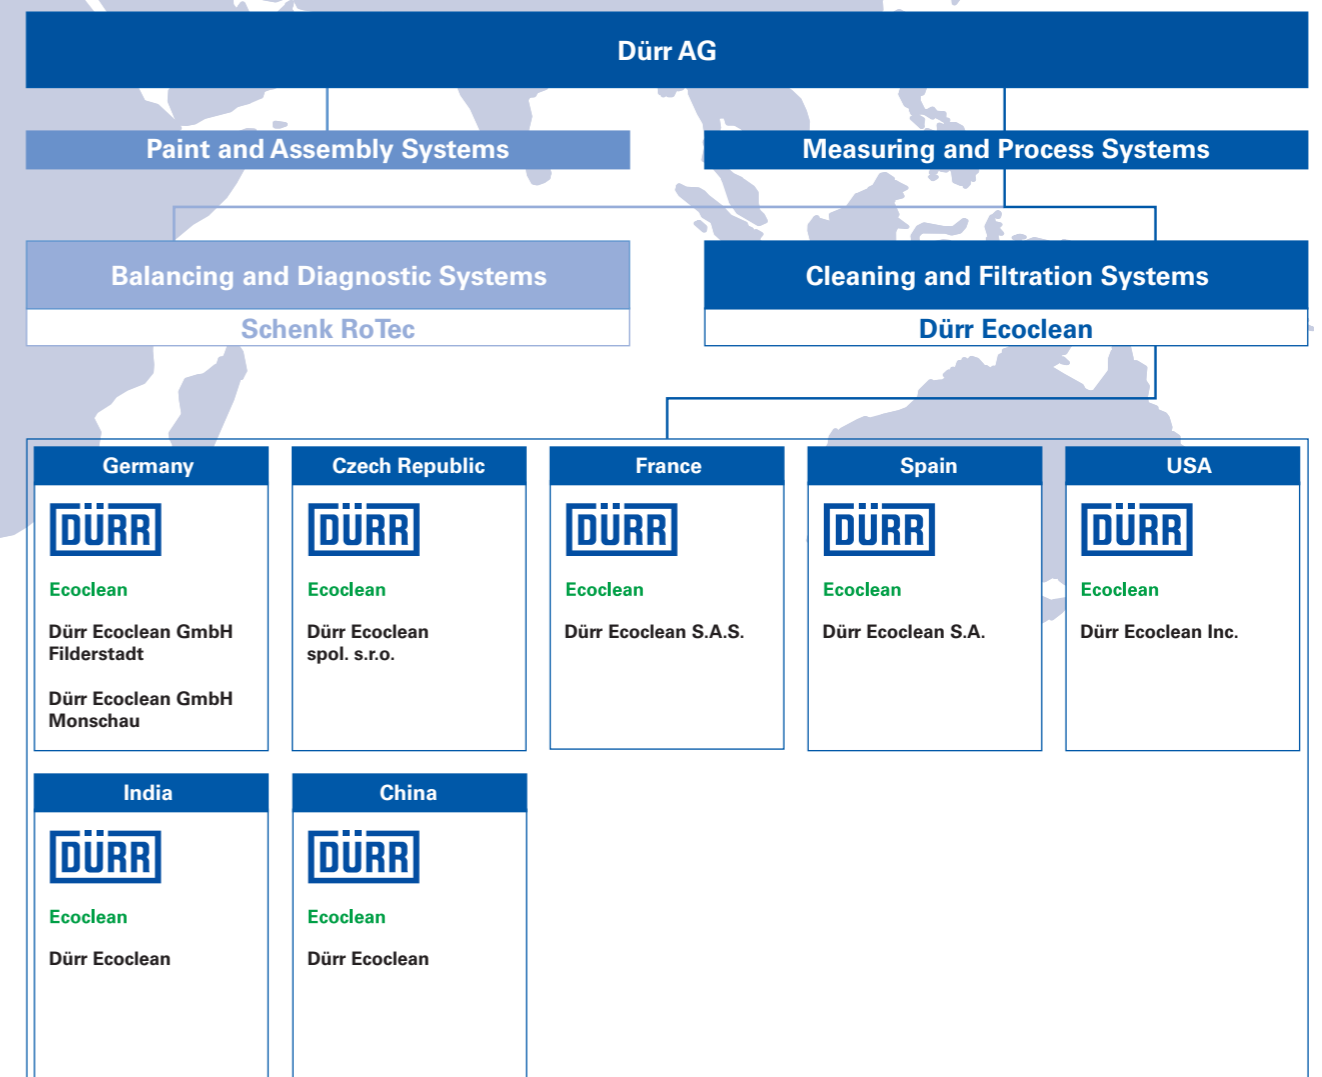 Dürr AG
Paint and Assembly Systems
Measuring and Process Systems
Balancing and Diagnostic Systems
Schenk RoTec
Cleaning and Filtration Systems
Dürr Ecoclean
Germany
DÜRR
Ecoclean
Dürr Ecoclean GmbH
Filderstadt
Dürr Ecoclean GmbH
Monschau
Czech Republic
DÜRR
Ecoclean
Dürr Ecoclean
spol. s.r.o.
France
DÜRR
Ecoclean
Dürr Ecoclean S.A.S.
Spain
DÜRR
Ecoclean
Dürr Ecoclean S.A.
USA
DÜRR
Ecoclean
Dürr Ecoclean Inc.
India
DÜRR
Ecoclean
Dürr Ecoclean
China
DÜRR
Ecoclean
Dürr Ecoclean